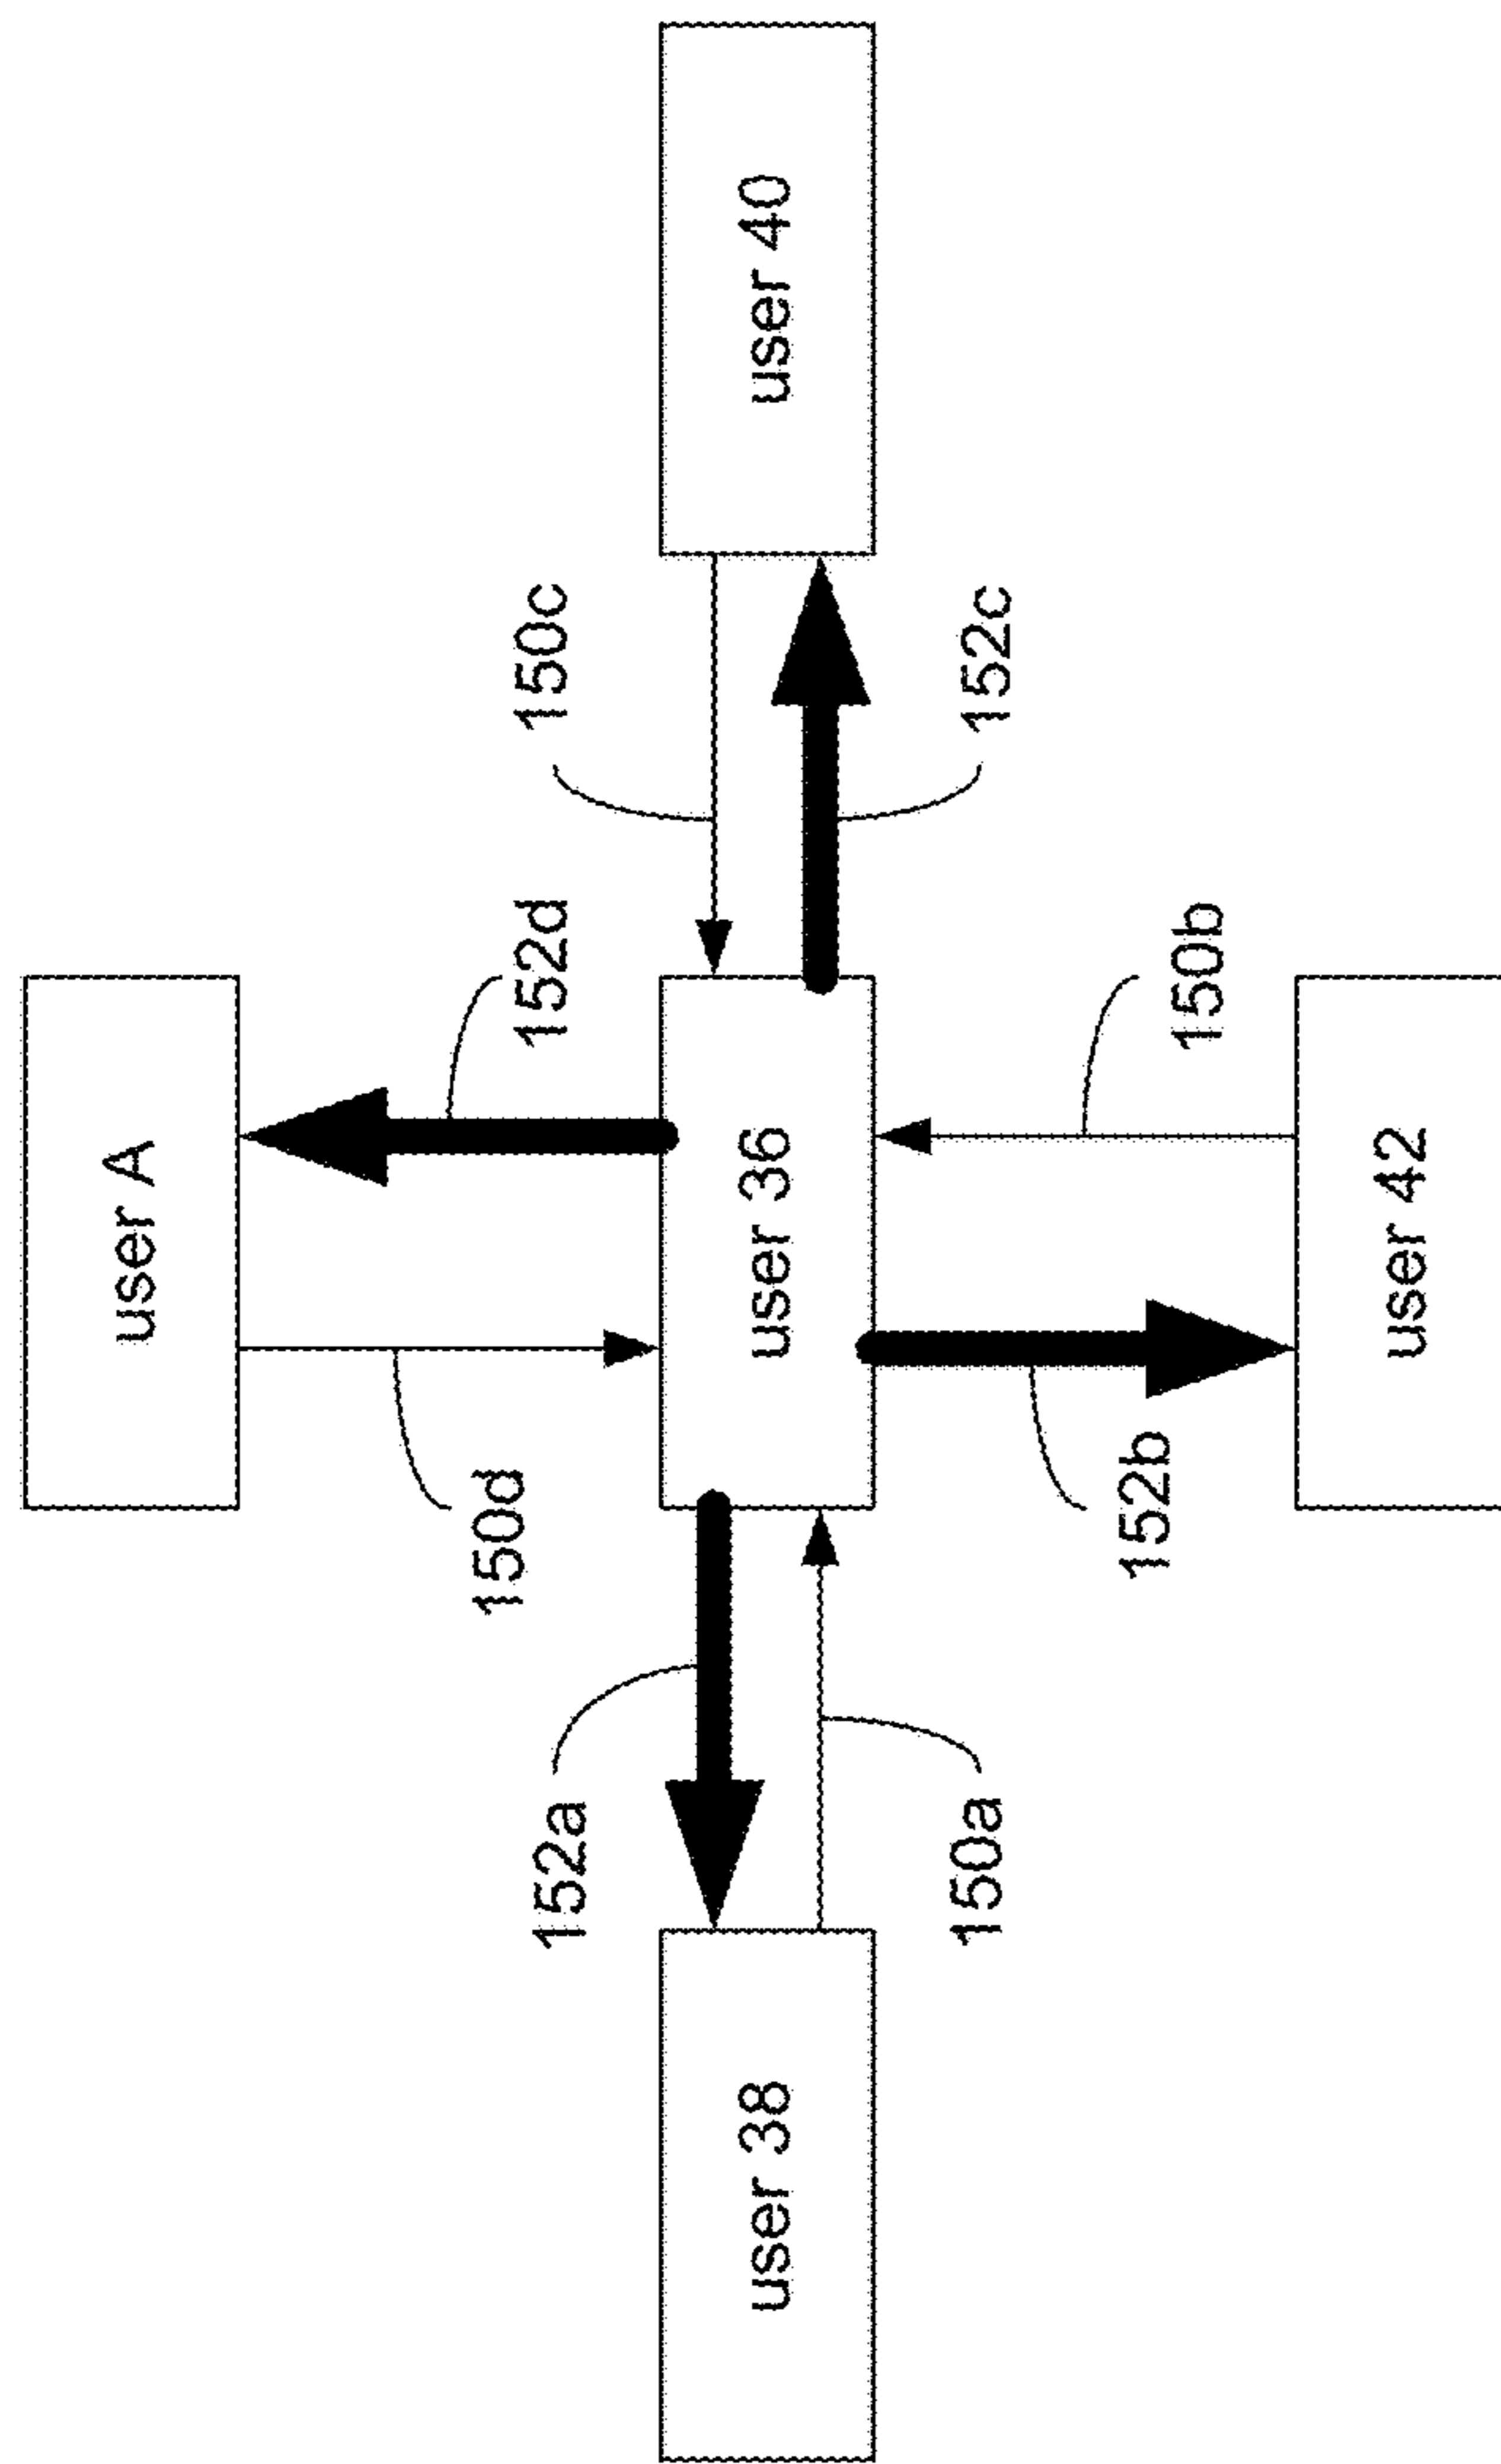 user A
152a
150d
152d
150c
user 38
user 36
user 40
150a
152c
152b
150b
user 42